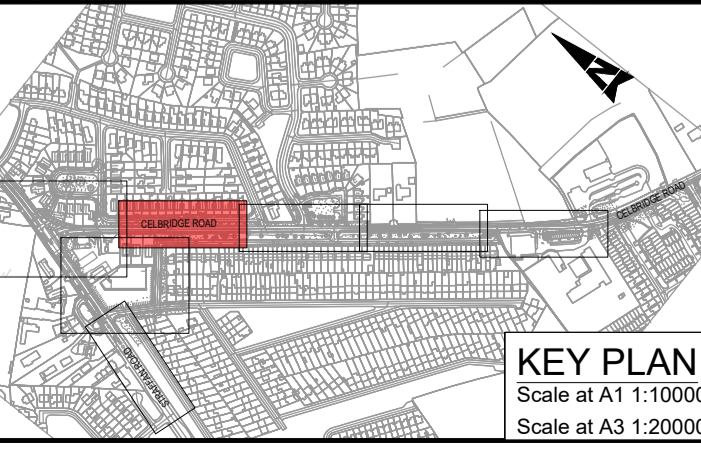 N
CELBRIDGE ROAD
CELBRIDGE ROAD
STRAFFAN ROAD
KEY PLAN
Scale at A1 1:10000
Scale at A3 1:20000